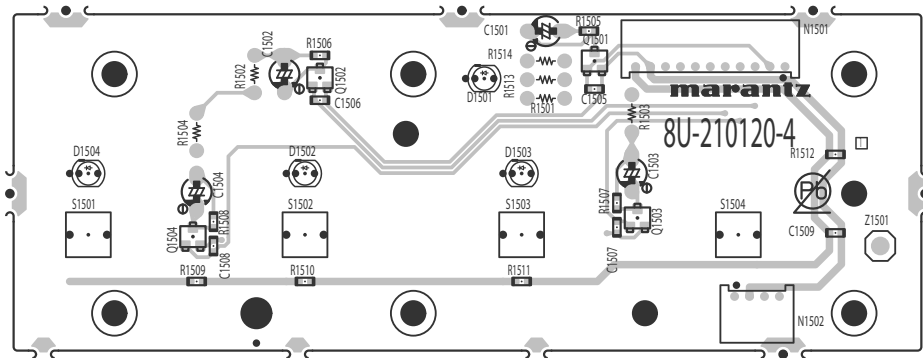 C1502
R1506
C1501
R1505
Q1501
N1501
R1502
Q1502
R1514
D1501
R1513
C1506
R1501
C1505
marantz
R1504
R1503
8U-210120-4
R1512
D1504
D1502
D1503
C1504
C1503
Pb
S1501
S1502
S1503
S1504
R1508
R1507
Q1503
Z1501
Q1504
C1508
C1507
C1509
R1509
R1510
R1511
N1502